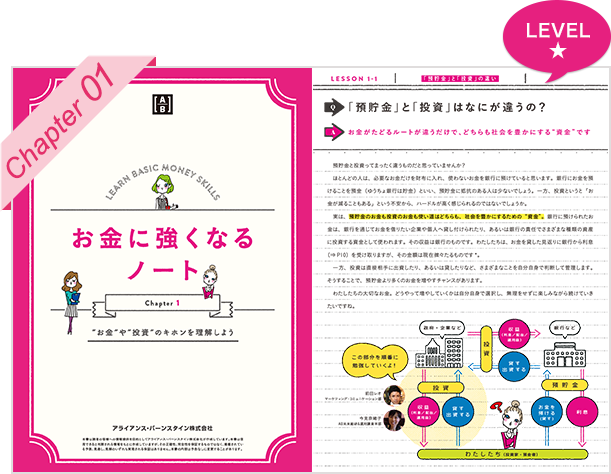 LEVEL
★
Chapter 01
A B
LEARN BASIC MONEY SKILLS
お金に強くなる
ノート
Chapter 1
“お金”や“投資”のキホンを理解しよう
アライアンス・バーンスタイン株式会社
LESSON 1-1
「預貯金」と「投資」の違い
Q
「預貯金」と「投資」はなにが違うの？
A
お金がたどるルートが違うだけで、どちらも社会を豊かにする“資金”です
預貯金と投資ってまったく違うものだと思っていませんか？
ほとんどの人は、必要なお金だけを財布に入れ、使わないお金を銀行に預けていると思います。銀行にお金を預
けることを預金（ゆうちょ銀行は貯金）といい、預貯金に抵抗のある人は少ないでしょう。一方、投資というと「お
金が減ることもある」という不安から、ハードルが高く感じられるのではないでしょうか。
実は、預貯金のお金も投資のお金も使い道はどちらも、社会を豊かにするための“資金”。銀行に預けられたお
金は、銀行を通じてお金を借りたい企業や個人へ貸し付けられたり、あるいは銀行の責任でさまざまな種類の資産
に投資する資金として使われます。その収益は銀行のものです。わたしたちは、お金を貸した見返りに銀行から利息
（⇒P10）を受け取りますが、その金額は現在微々たるものです*。
一方、投資は直接相手に出資したり、あるいは貸したりなど、さまざまなことを自分自身で判断して管理します。
そうすることで、預貯金より多くのお金を増やすチャンスがあります。
わたしたちの大切なお金。どうやって増やしていくかは自分自身で選択し、無理をせずに楽しみながら続けていき
たいですね。
政府・企業など
収益
投資
貸す
出資する
銀行など
この部分を順番に
勉強していくよ！
投資
預貯金
収益
貸す
出資する
お金を
預ける
（貸す）
利息
わたしたち（投資家・預金者）